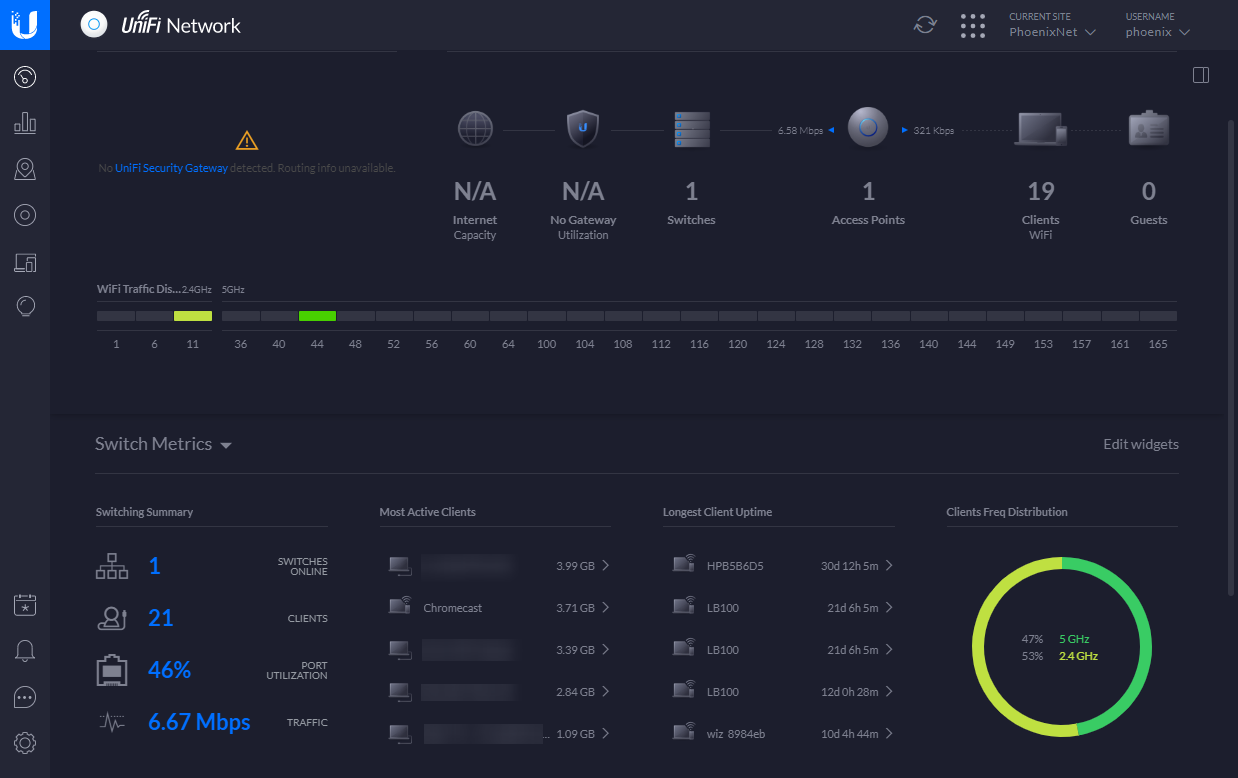 UniFi Network
CURRENT SITE
PhoenixNet
USERNAME
phoenix
No UniFi Security Gateway detected. Routing info unavailable.
6.58 Mbps
321 Kbps
N/A
Internet
Capacity
N/A
No Gateway
Utilization
1
Switches
1
Access Points
19
Clients
WiFi
0
Guests
WiFi Traffic Dis... 2.4GHz 5GHz
1 6 11 36 40 44 48 52 56 60 64 100 104 108 112 116 120 124 128 132 136 140 144 149 153 157 161 165
Switch Metrics
Edit widgets
Switching Summary
1 SWITCHES
ONLINE
21 CLIENTS
46% PORT
UTILIZATION
6.67 Mbps TRAFFIC
Most Active Clients
3.99 GB
Chromecast 3.71 GB
3.39 GB
2.84 GB
... 1.09 GB
Longest Client Uptime
HPB5B6D5 30d 12h 5m
LB100 21d 6h 5m
LB100 21d 6h 5m
LB100 12d 0h 28m
wiz_8984eb 10d 4h 44m
Clients Freq Distribution
47% 5 GHz
53% 2.4 GHz